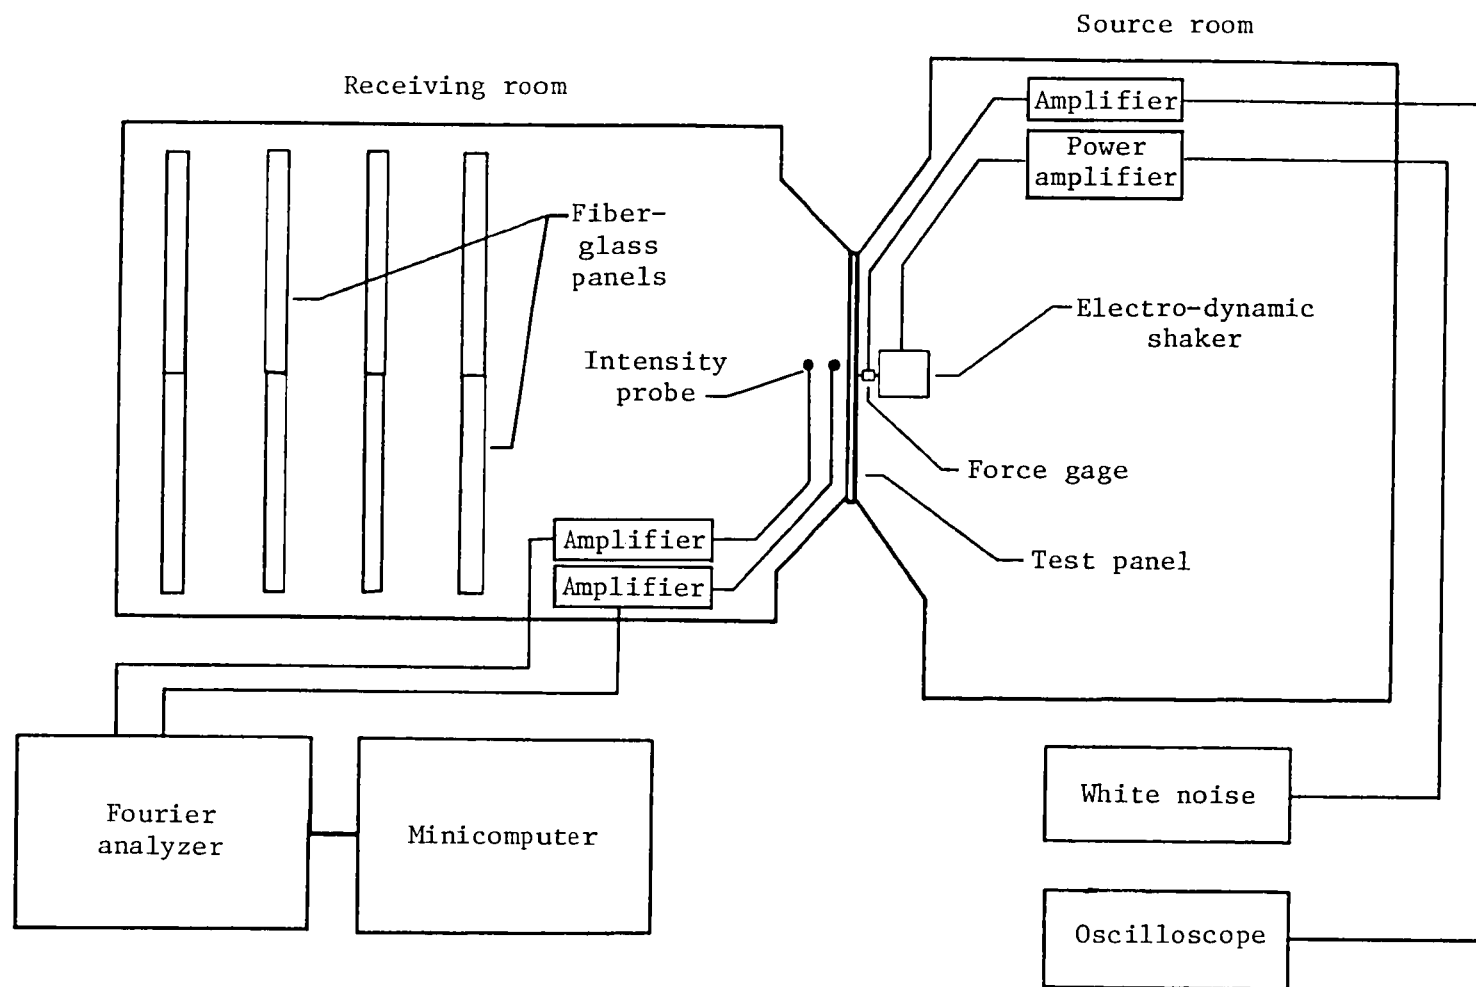 Source room
Receiving room
Amplifier
Power
amplifier
Fiber-
glass
panels
Electro-dynamic
shaker
Intensity
probe
Force gage
Test panel
Amplifier
Amplifier
Fourier
analyzer
Minicomputer
White noise
Oscilloscope